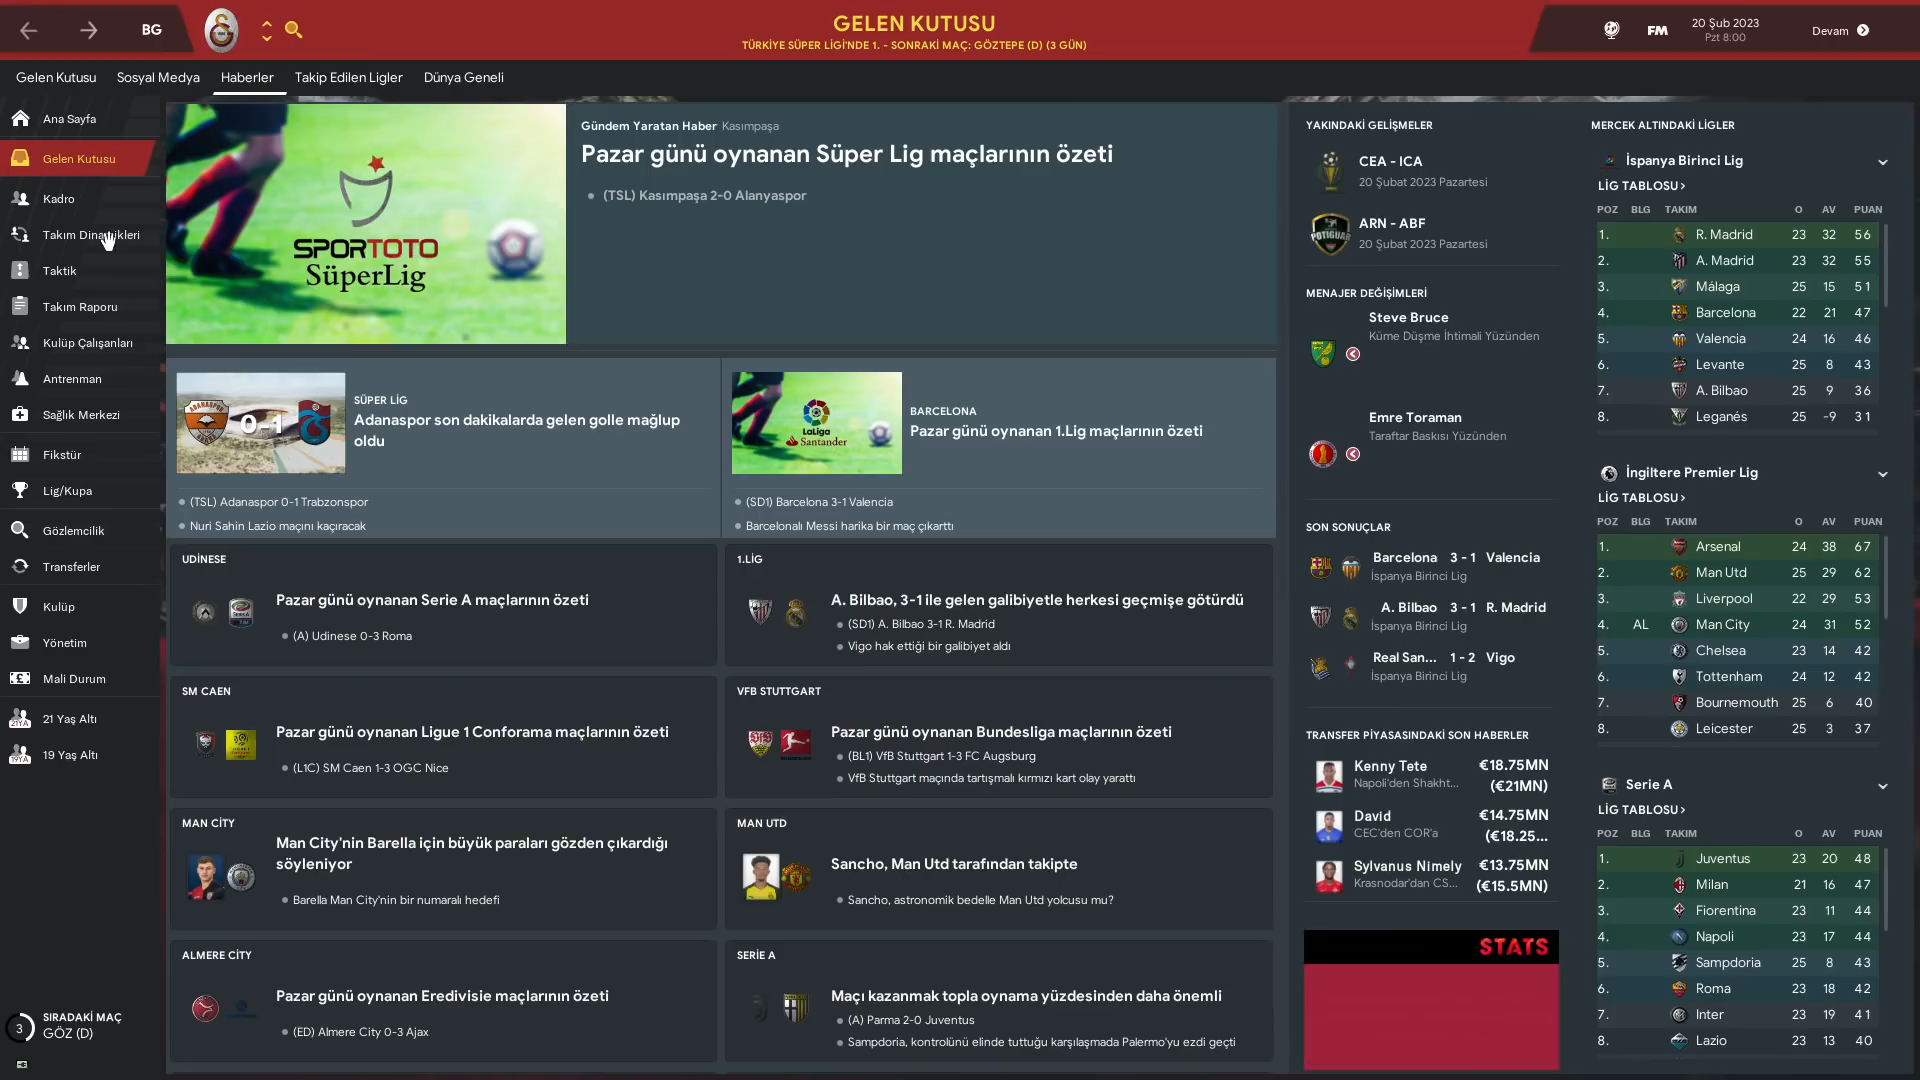 BG
GELEN KUTUSU
TÜRKİYE SÜPER LİGİ'NDE 1. - SONRAKİ MAÇ: GÖZTEPE (D) (3 GÜN)
FM
20 Şub 2023
Pzt 8:00
Devam
Gelen Kutusu
Sosyal Medya
Haberler
Takip Edilen Ligler
Dünya Geneli
Ana Sayfa
Gelen Kutusu
Kadro
Takım Dinamikleri
Taktik
Takım Raporu
Kulüp Çalışanları
Antrenman
Sağlık Merkezi
Fikstür
Lig/Kupa
Gözlemcilik
Transferler
Kulüp
Yönetim
Mali Durum
21YA
21 Yaş Altı
19YA
19 Yaş Altı
3
SIRADAKİ MAÇ
GÖZ (D)
SPORTOTO
SüperLig
Gündem Yaratan Haber Kasımpaşa
Pazar günü oynanan Süper Lig maçlarının özeti
(TSL) Kasımpaşa 2-0 Alanyaspor
0-1
SÜPER LİG
Adanaspor son dakikalarda gelen golle mağlup
oldu
(TSL) Adanaspor 0-1 Trabzonspor
Nuri Sahin Lazio maçını kaçıracak
LaLiga
Santander
BARCELONA
Pazar günü oynanan 1.Lig maçlarının özeti
(SD1) Barcelona 3-1 Valencia
Barcelonalı Messi harika bir maç çıkarttı
UDİNESE
Pazar günü oynanan Serie A maçlarının özeti
(A) Udinese 0-3 Roma
1.LİG
A. Bilbao, 3-1 ile gelen galibiyetle herkesi geçmişe götürdü
(SD1) A. Bilbao 3-1 R. Madrid
Vigo hak ettiği bir galibiyet aldı
SM CAEN
Pazar günü oynanan Ligue 1 Conforama maçlarının özeti
(L1C) SM Caen 1-3 OGC Nice
VFB STUTTGART
Pazar günü oynanan Bundesliga maçlarının özeti
(BL1) VfB Stuttgart 1-3 FC Augsburg
VfB Stuttgart maçında tartışmalı kırmızı kart olay yarattı
MAN CİTY
Man City'nin Barella için büyük paraları gözden çıkardığı
söyleniyor
Barella Man City'nin bir numaralı hedefi
MAN UTD
Sancho, Man Utd tarafından takipte
Sancho, astronomik bedelle Man Utd yolcusu mu?
ALMERE CİTY
Pazar günü oynanan Eredivisie maçlarının özeti
(ED) Almere City 0-3 Ajax
SERİE A
Maçı kazanmak topla oynama yüzdesinden daha önemli
(A) Parma 2-0 Juventus
Sampdoria, kontrolünü elinde tuttuğu karşılaşmada Palermo'yu ezdi geçti
YAKINDAKİ GELİŞMELER
CEA - ICA
20 Şubat 2023 Pazartesi
POTIGUAR
ARN - ABF
20 Şubat 2023 Pazartesi
MENAJER DEĞİŞİMLERİ
Steve Bruce
Küme Düşme İhtimali Yüzünden
Emre Toraman
Taraftar Baskısı Yüzünden
SON SONUÇLAR
Barcelona 3 - 1 Valencia
İspanya Birinci Lig
A. Bilbao 3 - 1 R. Madrid
İspanya Birinci Lig
Real San... 1 - 2 Vigo
İspanya Birinci Lig
TRANSFER PİYASASINDAKİ SON HABERLER
Kenny Tete €18.75MN
Napoli'den Shakht... (€21MN)
David €14.75MN
CEC'den COR'a (€18.25...
Sylvanus Nimely €13.75MN
Krasnodar'dan CS... (€15.5MN)
STATS
MERCEK ALTINDAKİ LİGLER
İspanya Birinci Lig
LİG TABLOSU >
POZ BLG TAKIM O AV PUAN
1. R. Madrid 23 32 56
2. A. Madrid 23 32 55
3. Málaga 25 15 51
4. Barcelona 22 21 47
5. Valencia 24 16 46
6. Levante 25 8 43
7. A. Bilbao 25 9 36
8. Leganés 25 -9 31
İngiltere Premier Lig
LİG TABLOSU >
POZ BLG TAKIM O AV PUAN
1. Arsenal 24 38 67
2. Man Utd 25 29 62
3. Liverpool 22 29 53
4. AL Man City 24 31 52
5. Chelsea 23 14 42
6. Tottenham 24 12 42
7. Bournemouth 25 6 40
8. Leicester 25 3 37
Serie A
LİG TABLOSU >
POZ BLG TAKIM O AV PUAN
1. Juventus 23 20 48
2. Milan 21 16 47
3. Fiorentina 23 11 44
4. Napoli 23 17 44
5. Sampdoria 25 8 43
6. Roma 23 18 42
7. Inter 23 19 41
8. Lazio 23 13 40